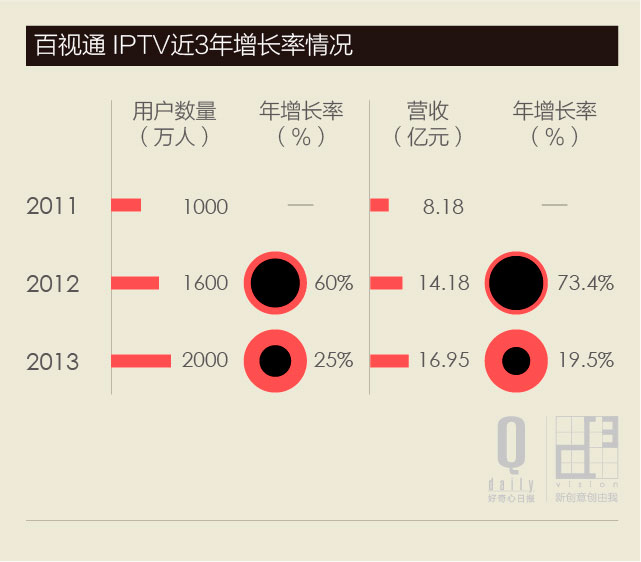 百视通 IPTV近3年增长率情况
用户数量 年增长率 营收 年增长率
（万人） （%） （亿元） （%）
2011 1000 — 8.18 —
2012 1600 60% 14.18 73.4%
2013 2000 25% 16.95 19.5%
Q
daily
好奇心日报
d3
vision
新创意创由我